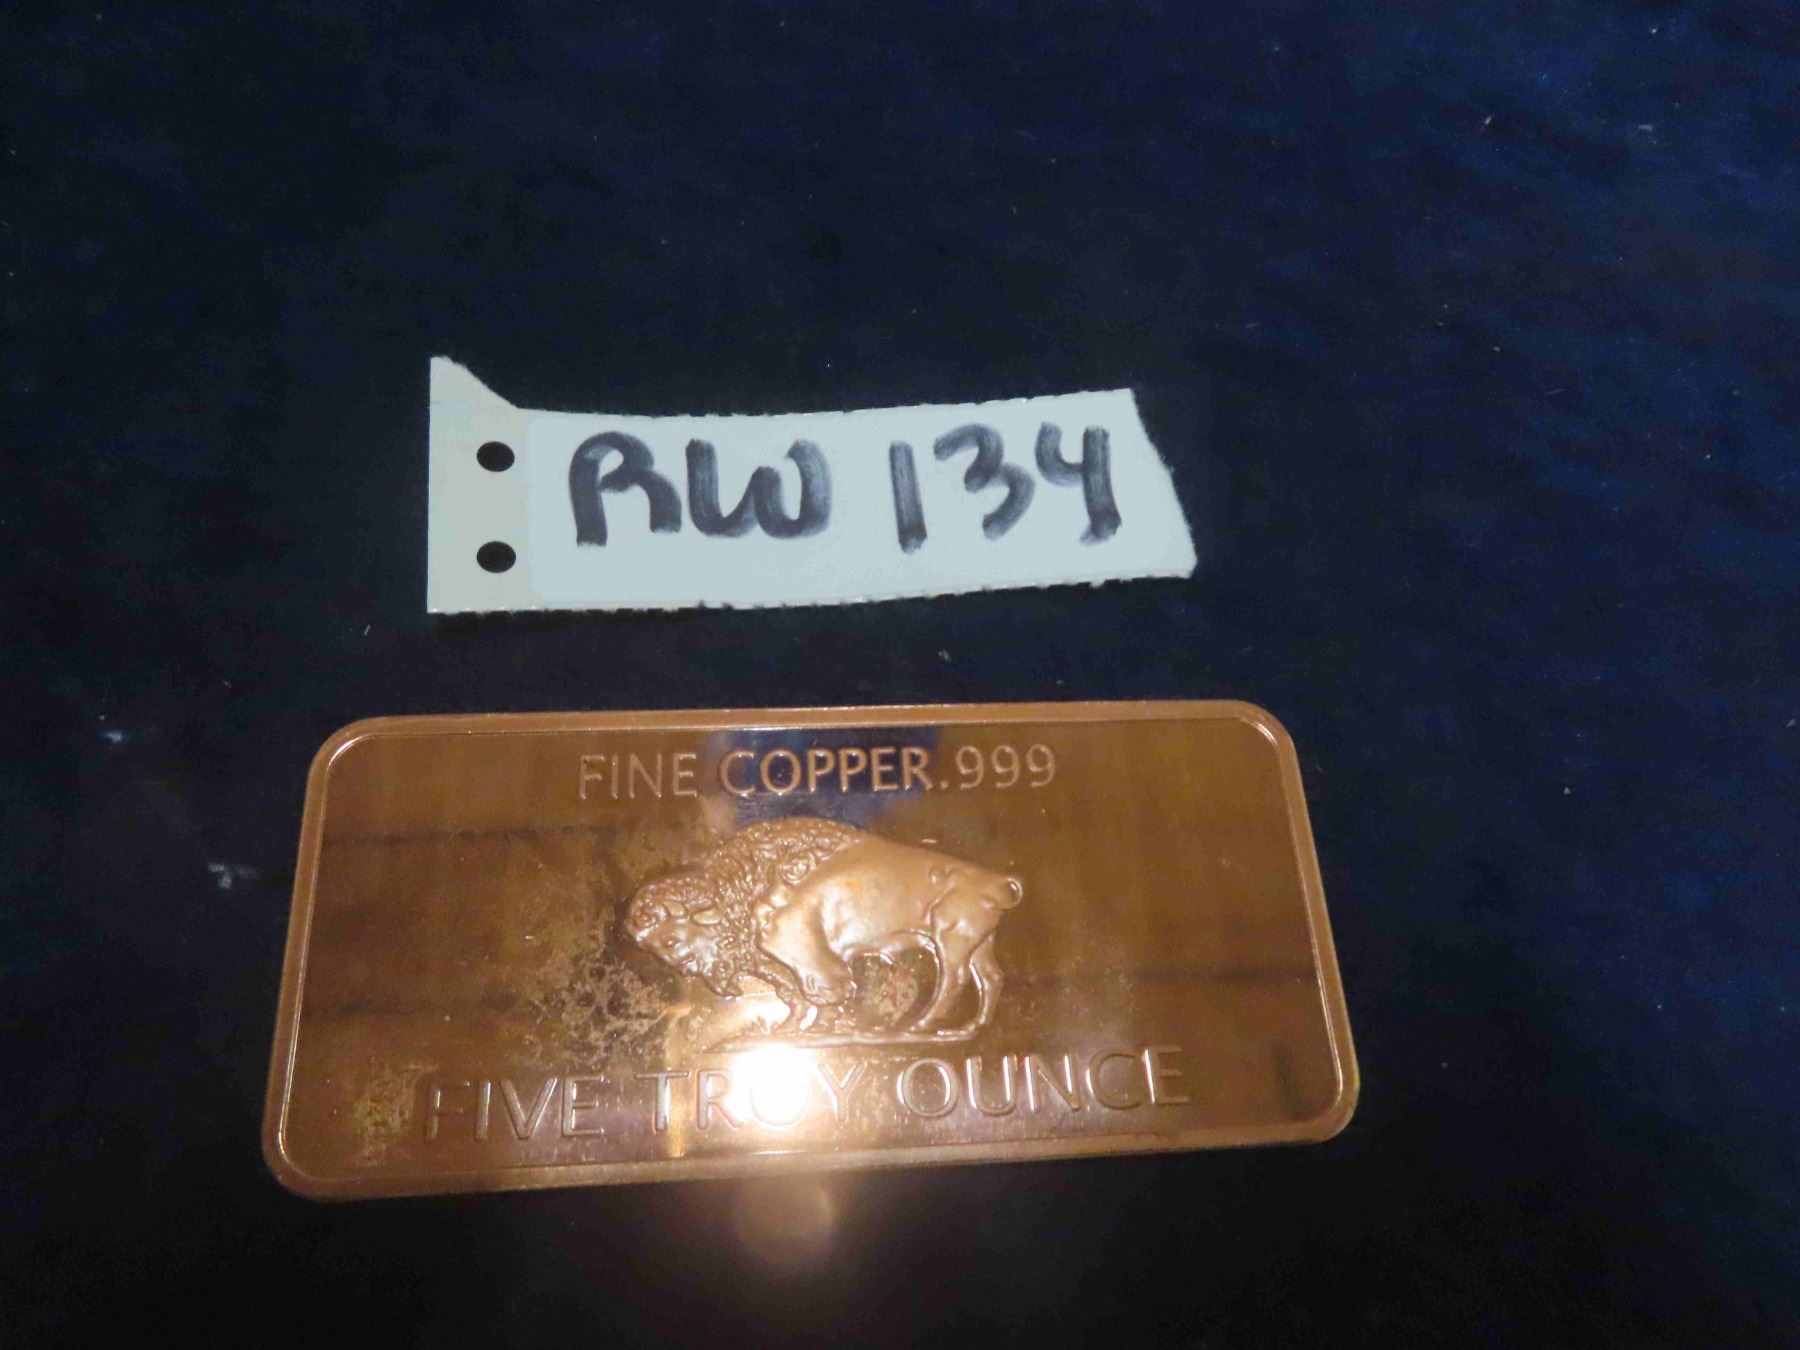 RW 134
FINE COPPER.999
FIVE TROY OUNCE